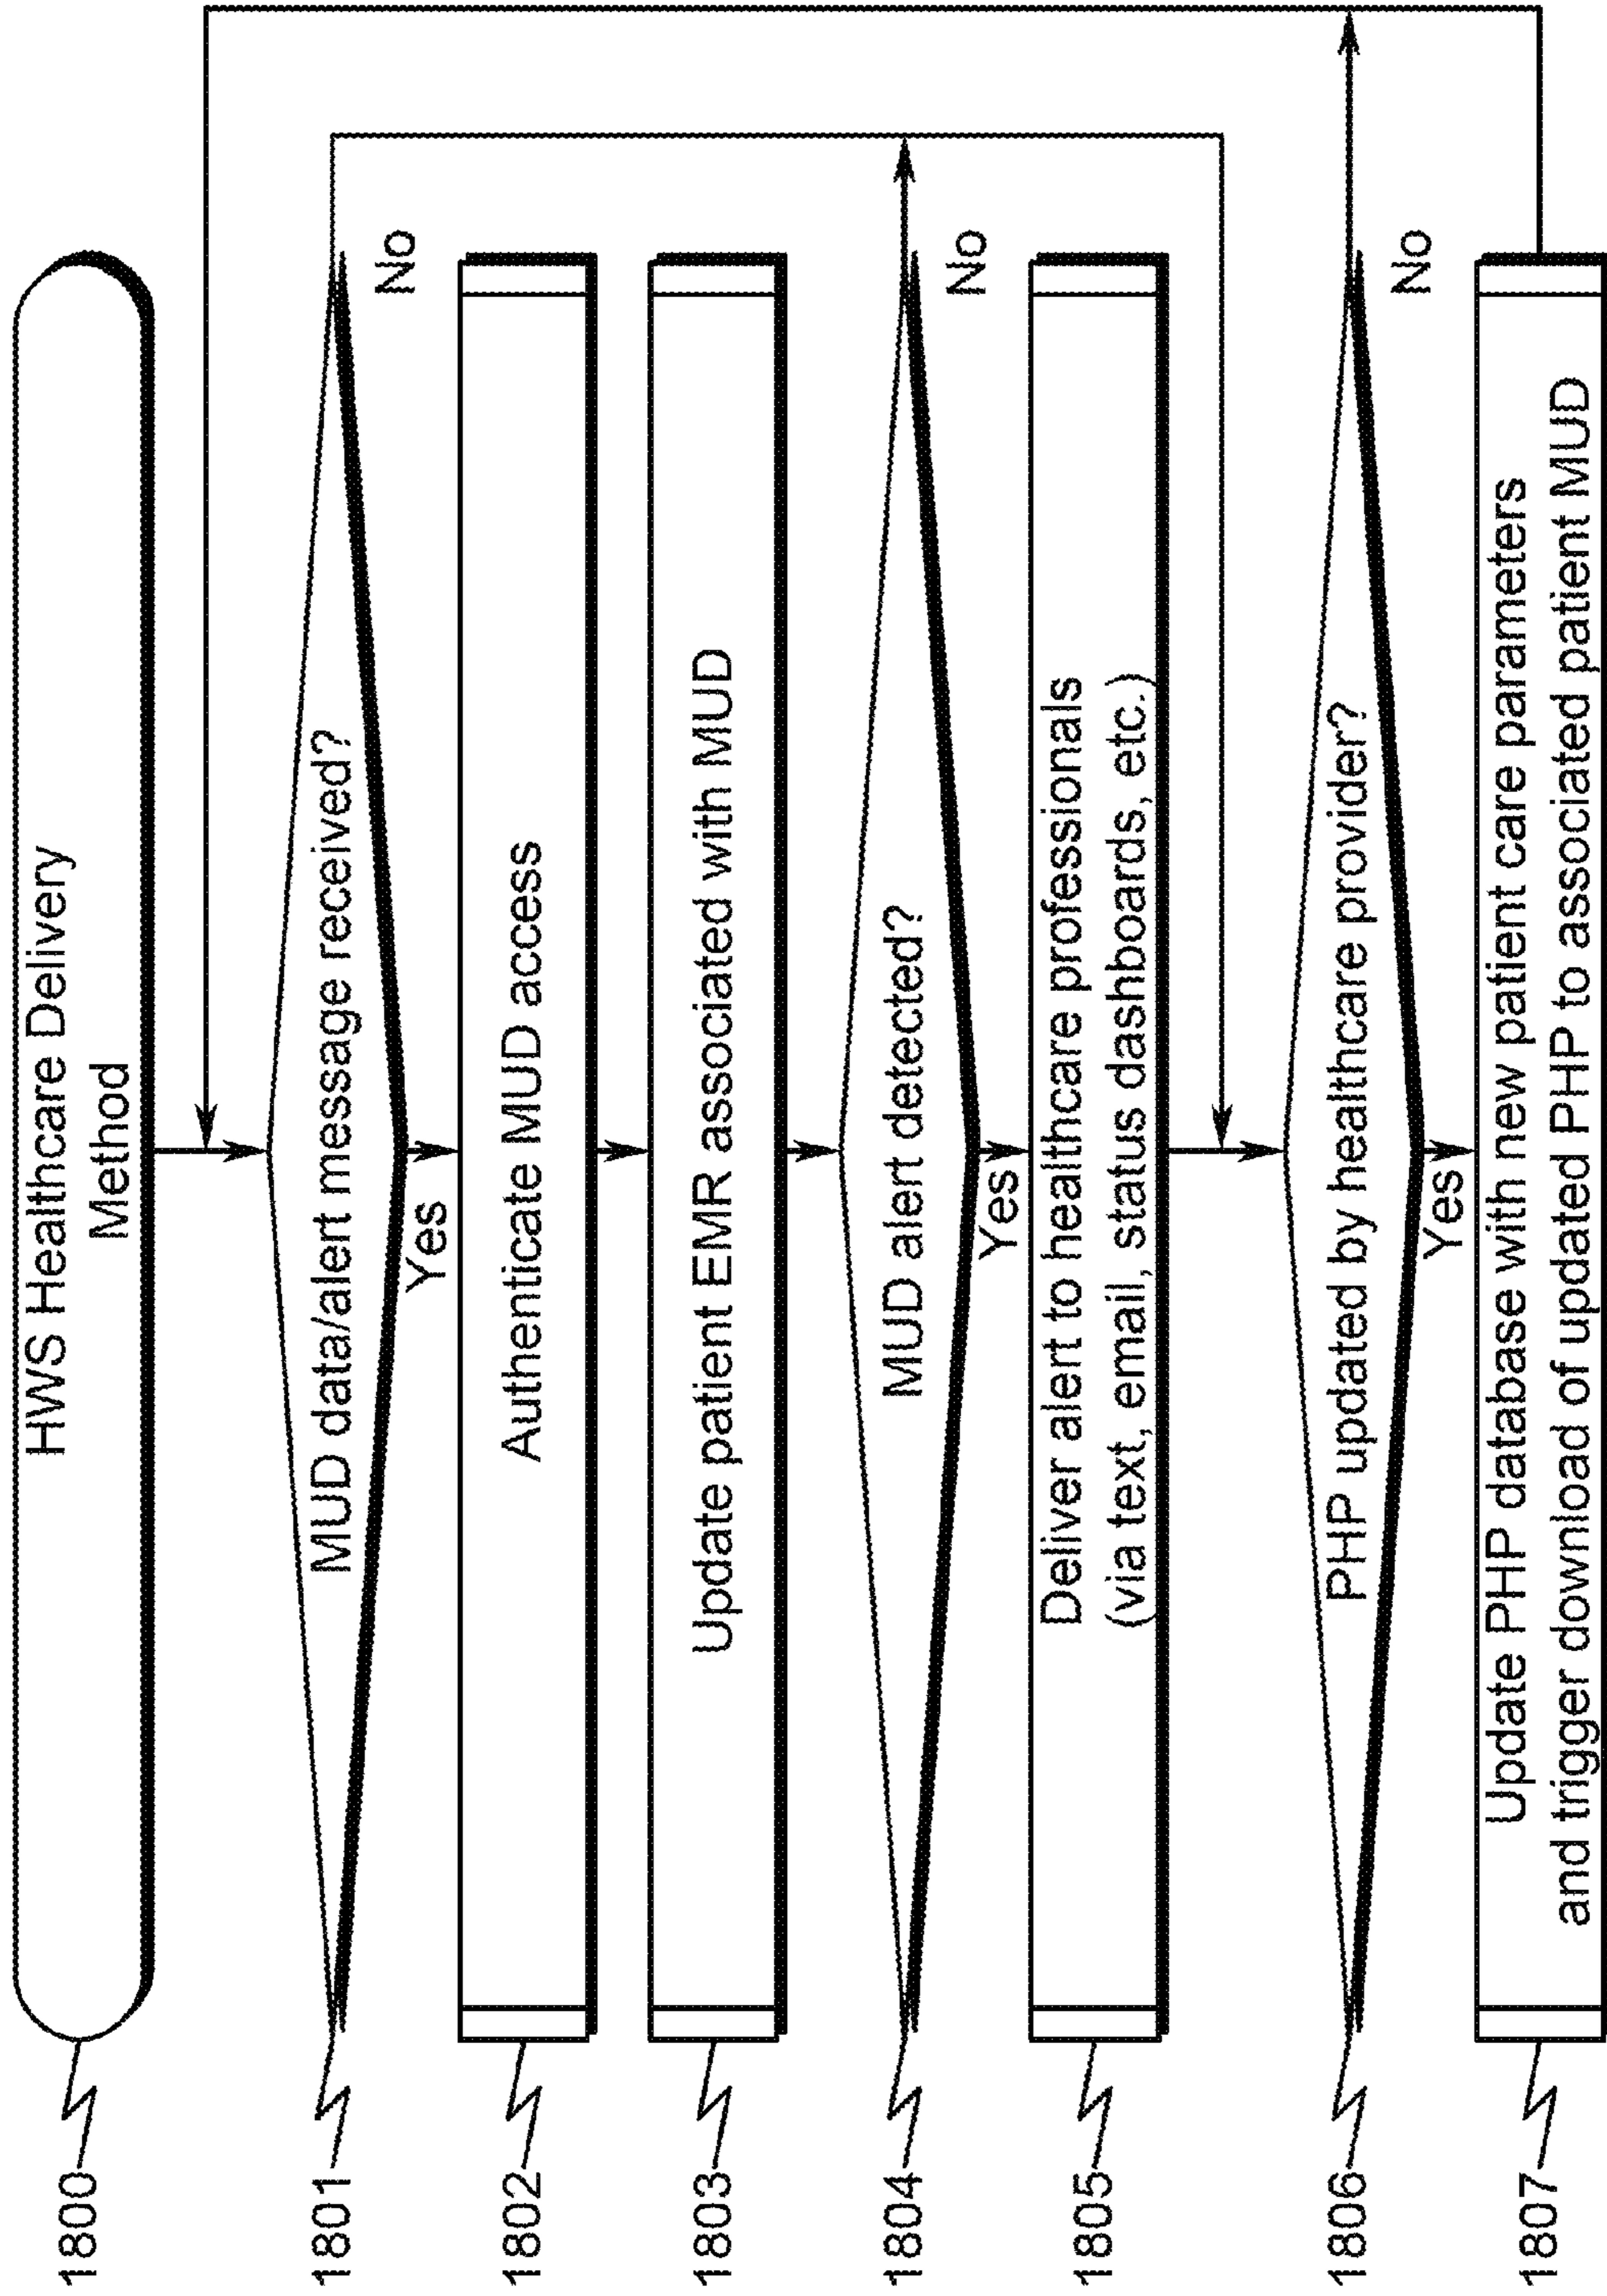 1800
HWS Healthcare Delivery
Method
1801
MUD data/alert message received?
No
Yes
1802
Authenticate MUD access
1803
Update patient EMR associated with MUD
1804
MUD alert detected?
No
Yes
1805
Deliver alert to healthcare professionals
(via text, email, status dashboards, etc.)
1806
PHP updated by healthcare provider?
No
Yes
1807
Update PHP database with new patient care parameters
and trigger download of updated PHP to associated patient MUD